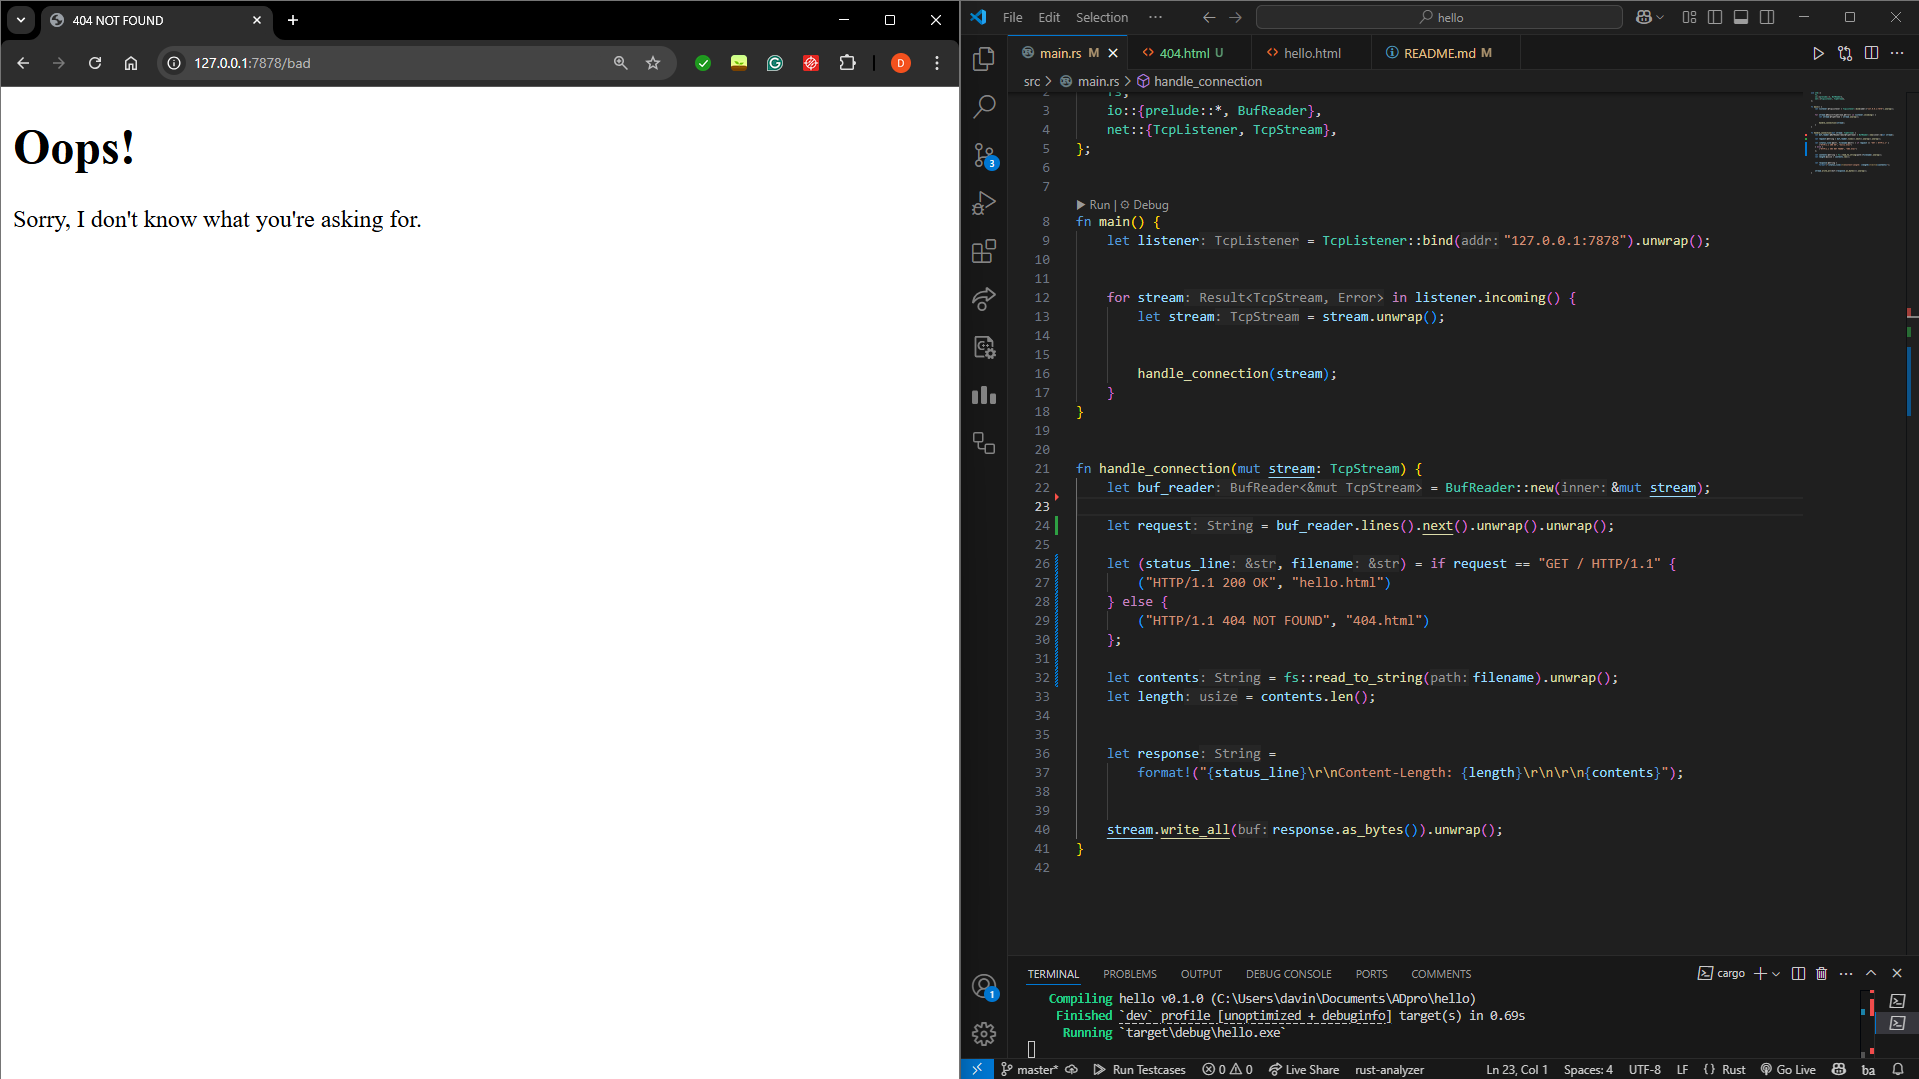 404 NOT FOUND
127.0.0.1:7878/bad
D
Oops!
Sorry, I don't know what you're asking for.
File Edit Selection ···
hello
main.rs M
404.html U
hello.html
README.md M
src > main.rs > handle_connection
3 io::{prelude::*, BufReader},
4 net::{TcpListener, TcpStream},
5 };
6
7
Run | Debug
8 fn main() {
9 let listener: TcpListener = TcpListener::bind(addr: "127.0.0.1:7878").unwrap();
10
11
12 for stream: Result<TcpStream, Error> in listener.incoming() {
13 let stream: TcpStream = stream.unwrap();
14
15
16 handle_connection(stream);
17 }
18 }
19
20
21 fn handle_connection(mut stream: TcpStream) {
22 let buf_reader: BufReader<&mut TcpStream> = BufReader::new(inner: &mut stream);
23
24 let request: String = buf_reader.lines().next().unwrap().unwrap();
25
26 let (status_line: &str, filename: &str) = if request == "GET / HTTP/1.1" {
27 ("HTTP/1.1 200 OK", "hello.html")
28 } else {
29 ("HTTP/1.1 404 NOT FOUND", "404.html")
30 };
31
32 let contents: String = fs::read_to_string(path: filename).unwrap();
33 let length: usize = contents.len();
34
35
36 let response: String =
37 format!("{status_line}\r\nContent-Length: {length}\r\n\r\n{contents}");
38
39
40 stream.write_all(buf: response.as_bytes()).unwrap();
41 }
42
3
1
TERMINAL PROBLEMS OUTPUT DEBUG CONSOLE PORTS COMMENTS
cargo
Compiling hello v0.1.0 (C:\Users\davin\Documents\ADpro\hello)
Finished `dev` profile [unoptimized + debuginfo] target(s) in 0.69s
Running `target\debug\hello.exe`
master* Run Testcases 0 0 Live Share rust-analyzer Ln 23, Col 1 Spaces: 4 UTF-8 LF {} Rust Go Live ba